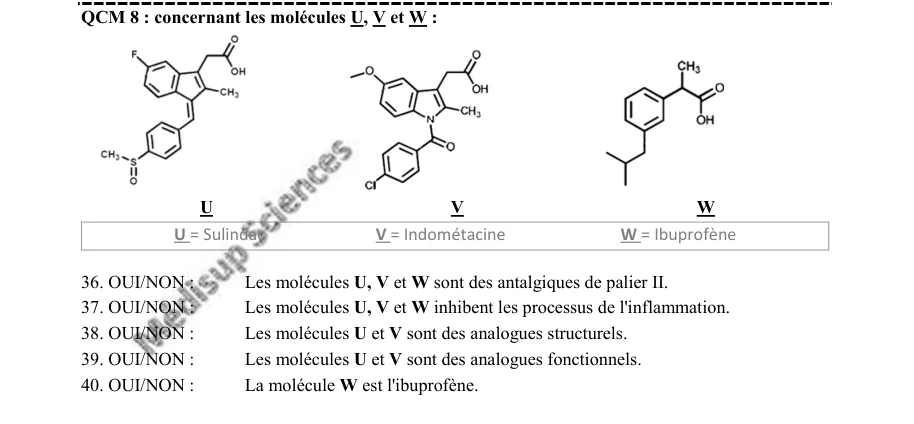 QCM 8 : concernant les molécules U, V et W :
F
O
OH
CH₃
CH₃
S
O
O
O
OH
CH₃
N
O
Cl
CH₃
O
OH
U
V
W
U = Sulindac
V = Indométacine
W = Ibuprofène
Medisup Sciences
36. OUI/NON : Les molécules U, V et W sont des antalgiques de palier II.
37. OUI/NON : Les molécules U, V et W inhibent les processus de l'inflammation.
38. OUI/NON : Les molécules U et V sont des analogues structurels.
39. OUI/NON : Les molécules U et V sont des analogues fonctionnels.
40. OUI/NON : La molécule W est l'ibuprofène.